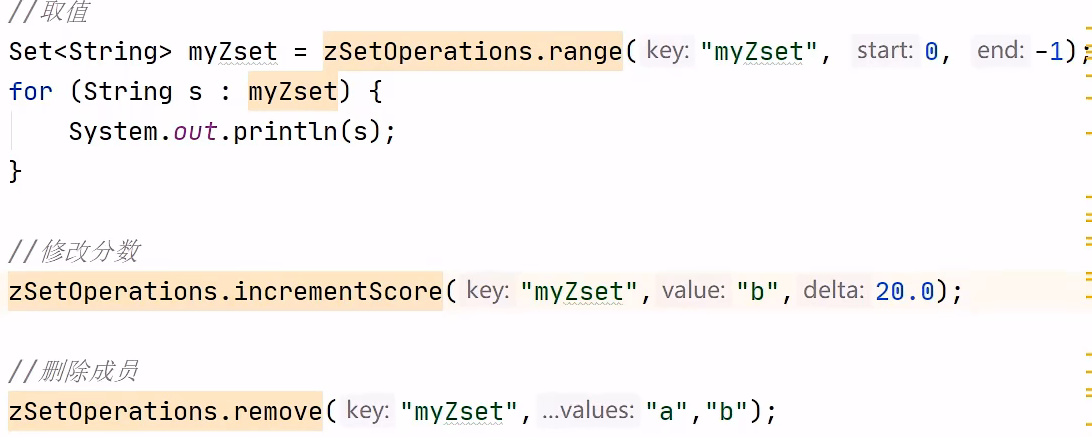 //取值
Set<String> myZset = zSetOperations.range( key: "myZset", start: 0, end: -1);
for (String s : myZset) {
System.out.println(s);
}
//修改分数
zSetOperations.incrementScore( key: "myZset", value: "b", delta: 20.0);
//删除成员
zSetOperations.remove( key: "myZset", ...values: "a","b");